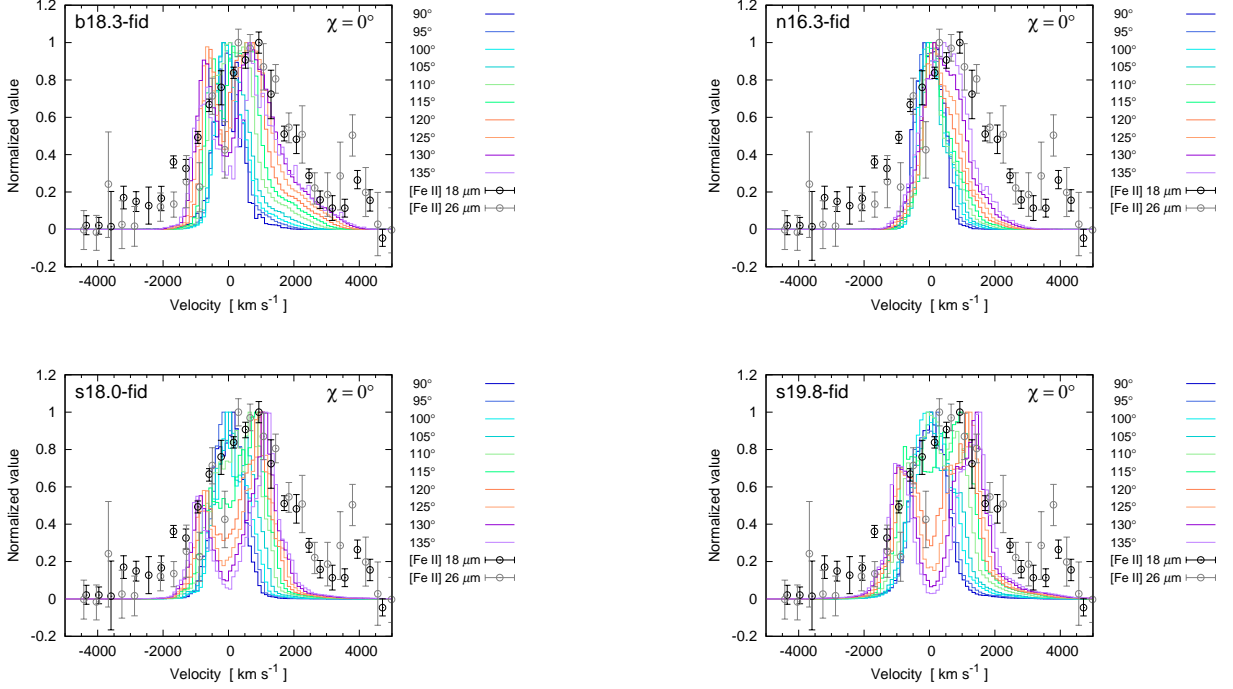 b18.3-fid
χ = 0°
Normalized value
1.2
1
0.8
0.6
0.4
0.2
0
-0.2
-4000 -2000 0 2000 4000
Velocity [ km s⁻¹ ]
90°
95°
100°
105°
110°
115°
120°
125°
130°
135°
[Fe II] 18 μm
[Fe II] 26 μm
n16.3-fid
χ = 0°
Normalized value
1.2
1
0.8
0.6
0.4
0.2
0
-0.2
-4000 -2000 0 2000 4000
Velocity [ km s⁻¹ ]
90°
95°
100°
105°
110°
115°
120°
125°
130°
135°
[Fe II] 18 μm
[Fe II] 26 μm
s18.0-fid
χ = 0°
Normalized value
1.2
1
0.8
0.6
0.4
0.2
0
-0.2
-4000 -2000 0 2000 4000
Velocity [ km s⁻¹ ]
90°
95°
100°
105°
110°
115°
120°
125°
130°
135°
[Fe II] 18 μm
[Fe II] 26 μm
s19.8-fid
χ = 0°
Normalized value
1.2
1
0.8
0.6
0.4
0.2
0
-0.2
-4000 -2000 0 2000 4000
Velocity [ km s⁻¹ ]
90°
95°
100°
105°
110°
115°
120°
125°
130°
135°
[Fe II] 18 μm
[Fe II] 26 μm